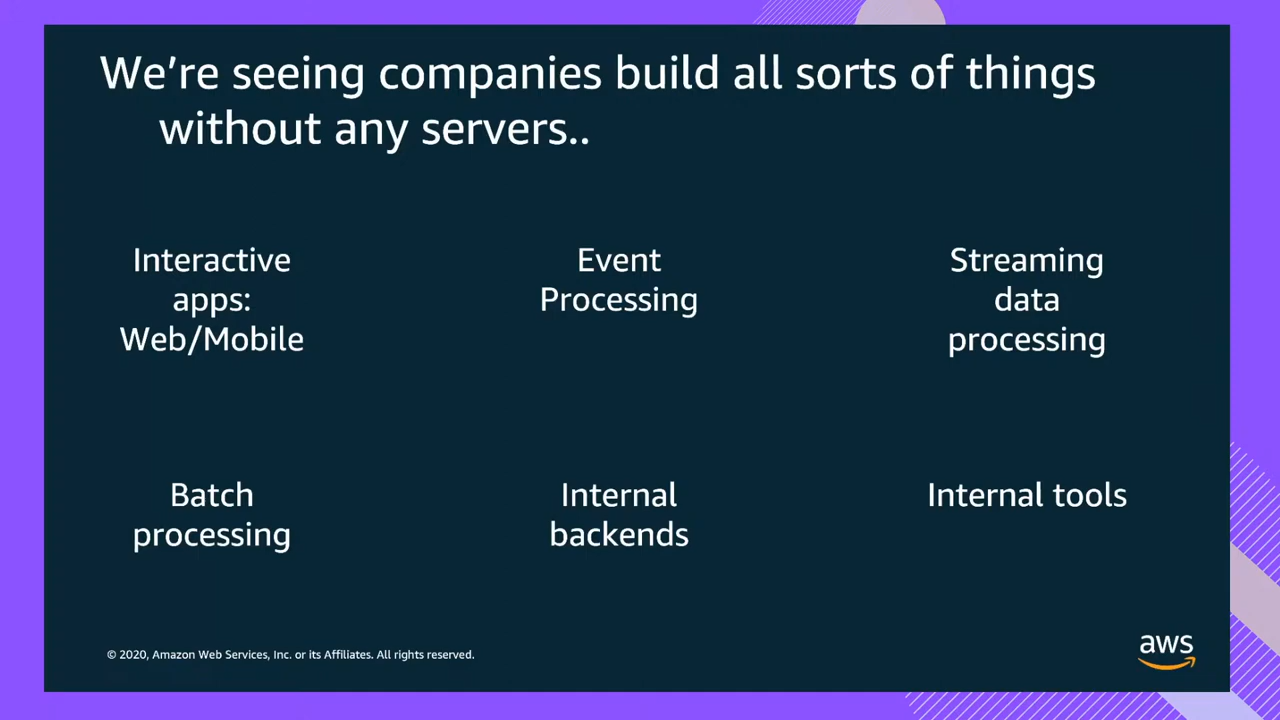 We’re seeing companies build all sorts of things
without any servers..
Interactive
apps:
Web/Mobile
Event
Processing
Streaming
data
processing
Batch
processing
Internal
backends
Internal tools
© 2020, Amazon Web Services, Inc. or its Affiliates. All rights reserved.
aws